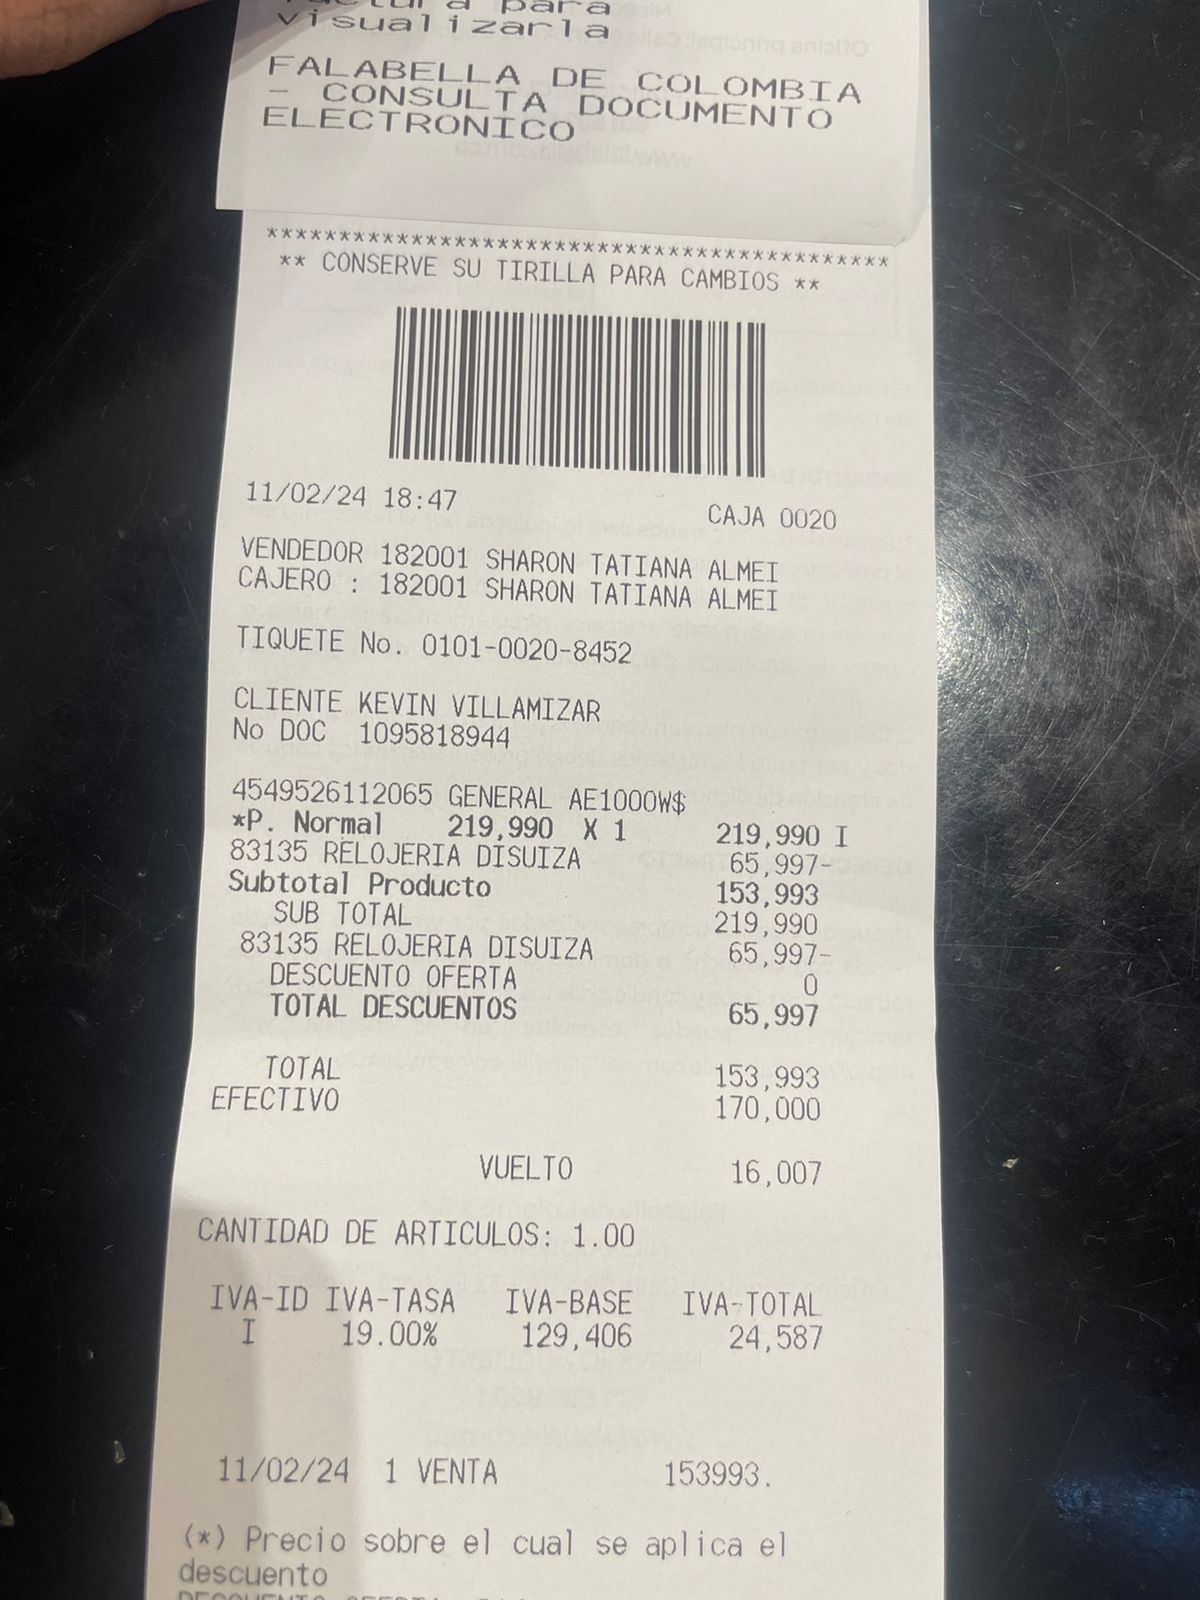 para
visualizarla
FALABELLA DE COLOMBIA
- CONSULTA DOCUMENTO
ELECTRONICO
*******************************************
** CONSERVE SU TIRILLA PARA CAMBIOS **
11/02/24 18:47 CAJA 0020
VENDEDOR 182001 SHARON TATIANA ALMEI
CAJERO : 182001 SHARON TATIANA ALMEI
TIQUETE No. 0101-0020-8452
CLIENTE KEVIN VILLAMIZAR
No DOC 1095818944
4549526112065 GENERAL AE1000W$
*P. Normal 219,990 X 1 219,990 I
83135 RELOJERIA DISUIZA 65,997-
Subtotal Producto 153,993
SUB TOTAL 219,990
83135 RELOJERIA DISUIZA 65,997-
DESCUENTO OFERTA 0
TOTAL DESCUENTOS 65,997
TOTAL 153,993
EFECTIVO 170,000
VUELTO 16,007
CANTIDAD DE ARTICULOS: 1.00
IVA-ID IVA-TASA IVA-BASE IVA-TOTAL
I 19.00% 129,406 24,587
11/02/24 1 VENTA 153993.
(*) Precio sobre el cual se aplica el
descuento